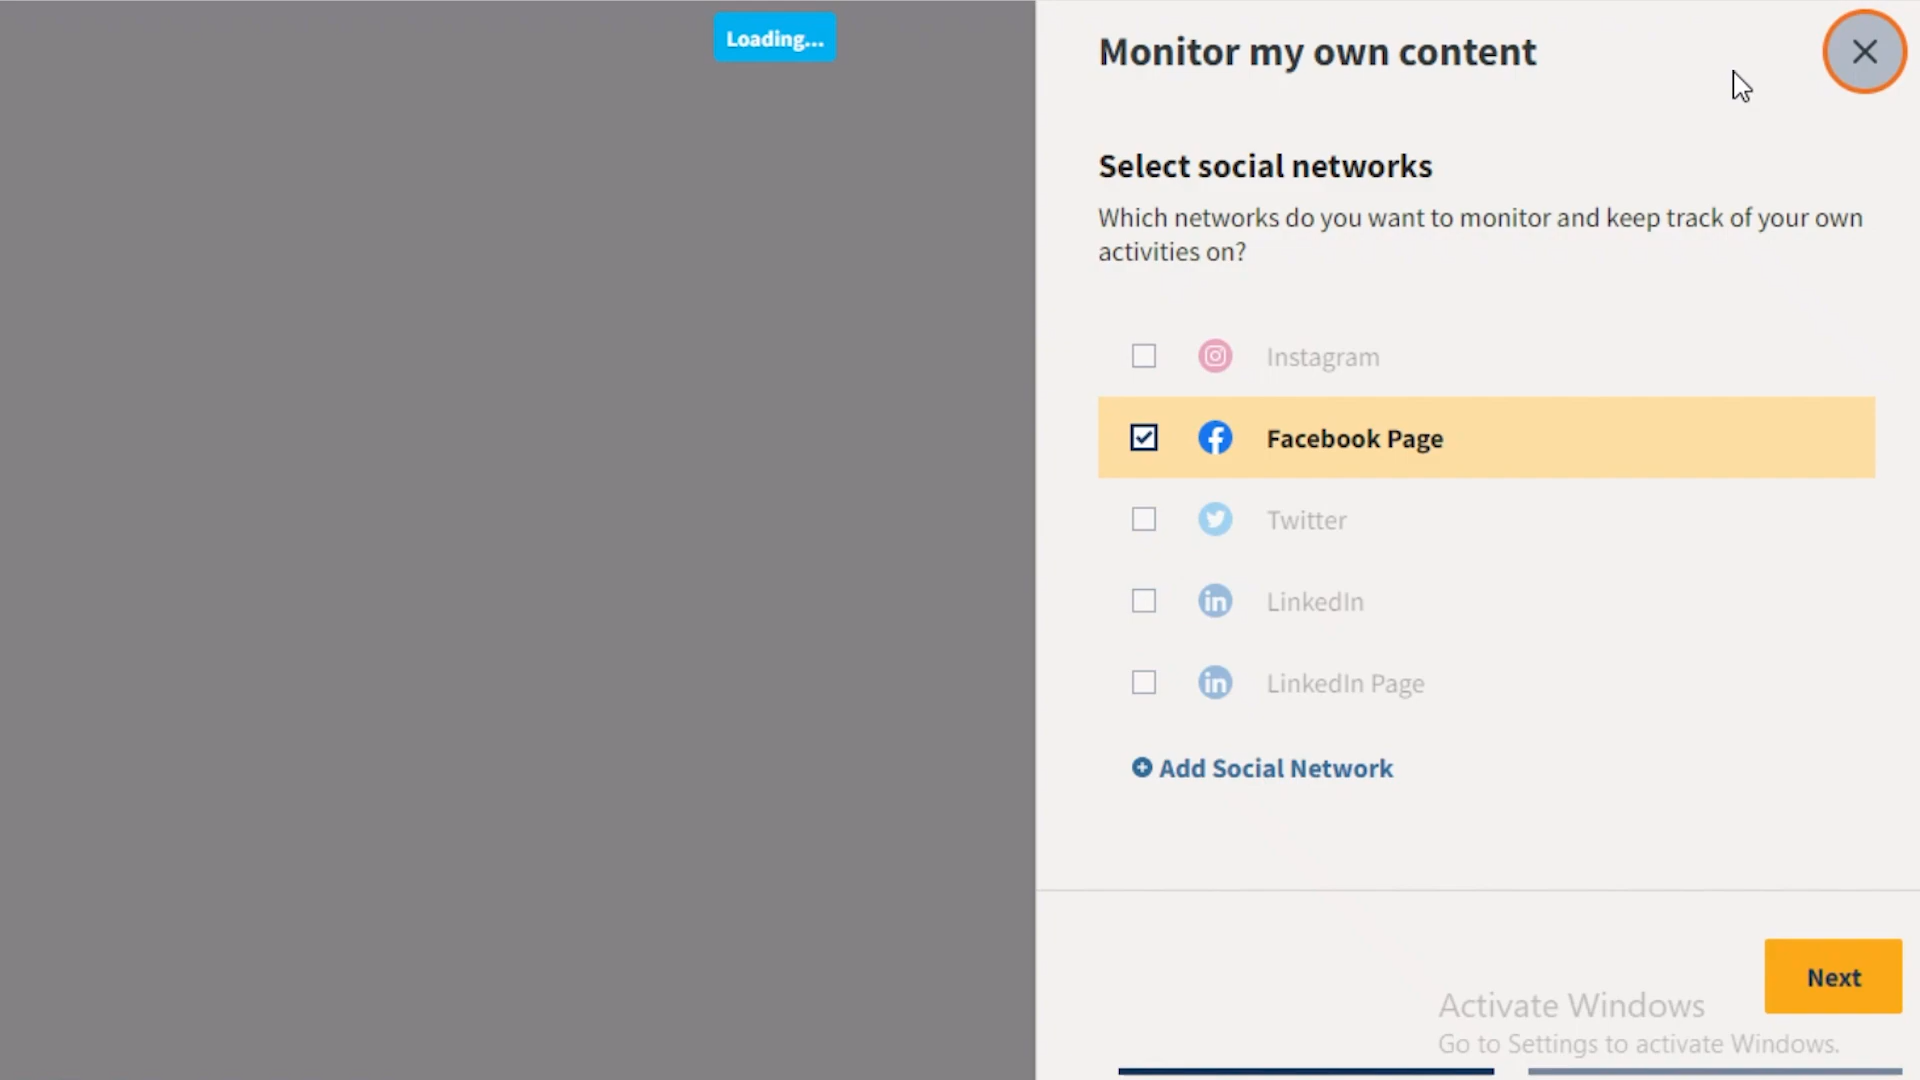 Loading...
Monitor my own content
Select social networks
Which networks do you want to monitor and keep track of your own
activities on?
Instagram
Facebook Page
Twitter
LinkedIn
LinkedIn Page
Add Social Network
Next
Activate Windows
Go to Settings to activate Windows.